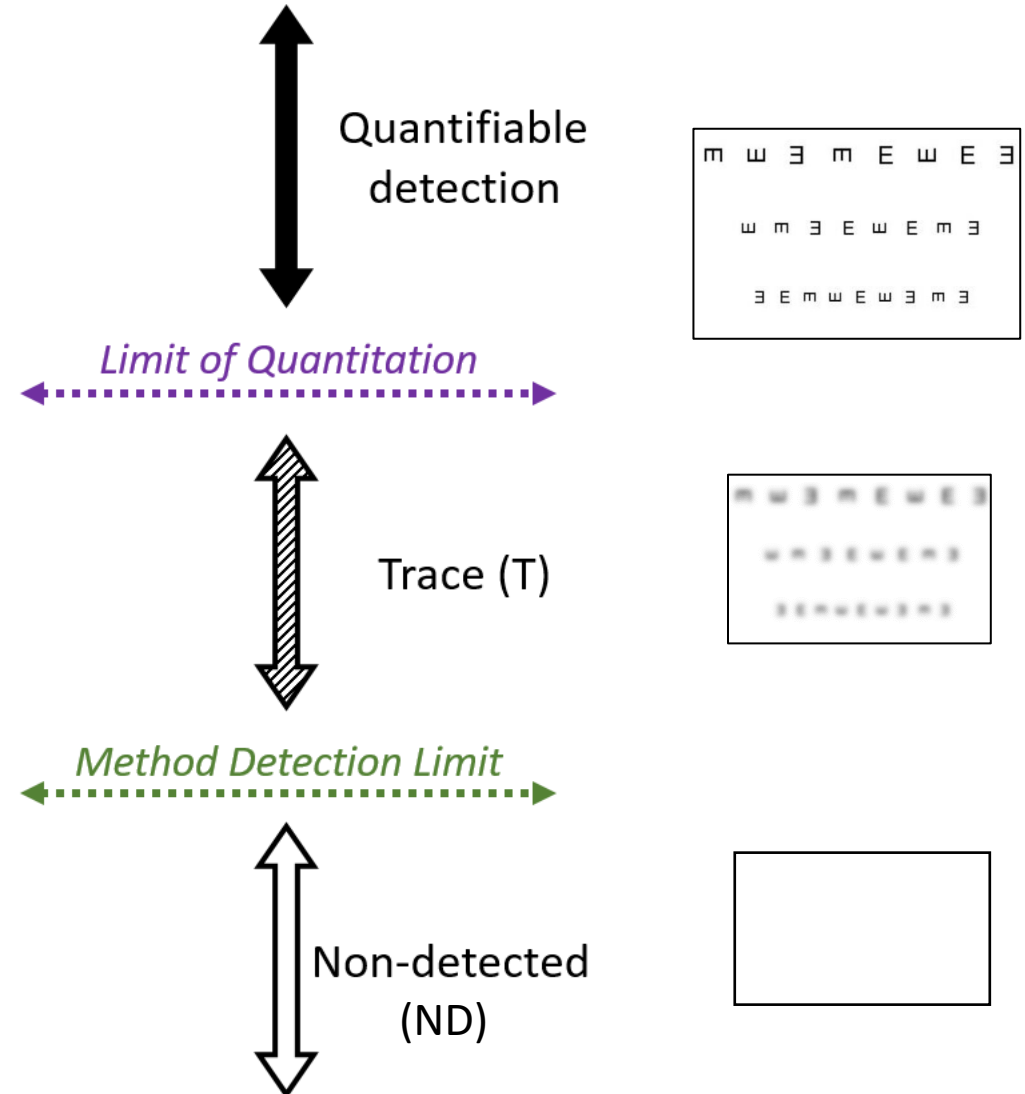 Quantifiable
detection
Limit of Quantitation
Trace (T)
Method Detection Limit
Non-detected
(ND)